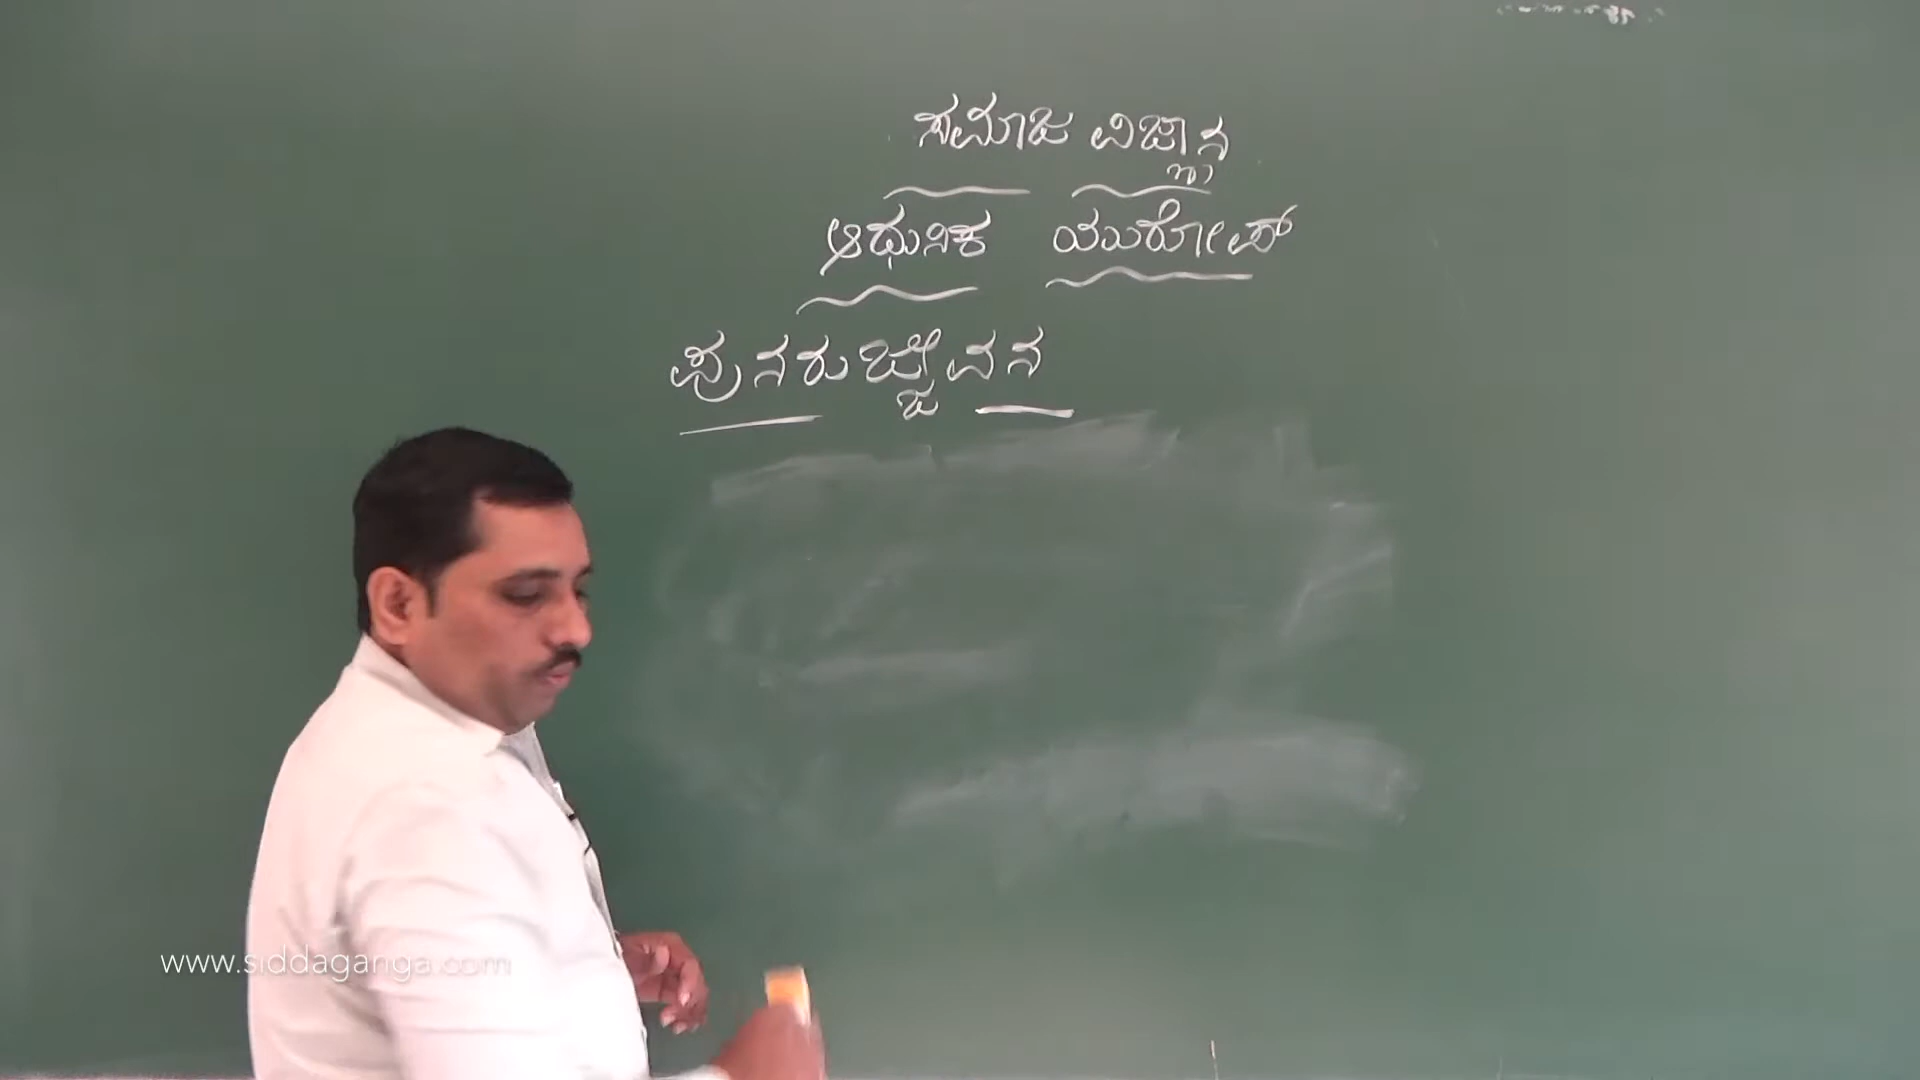 ಸಮಾಜ ವಿಜ್ಞಾನ
ಆಧುನಿಕ ಯುರೋಪ್
ಪುನರುಜ್ಜೀವನ
www.siddaganga.com